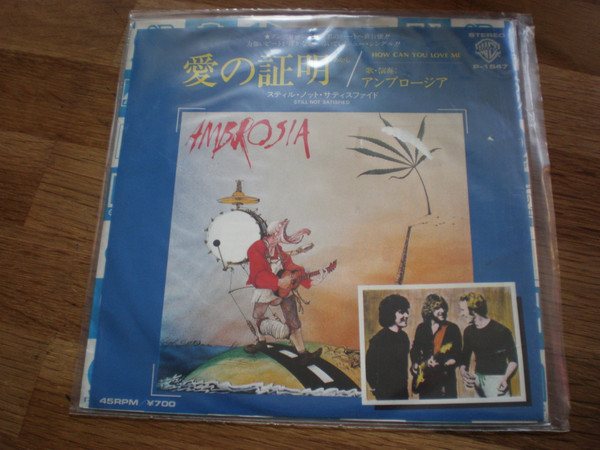 STEREO
HOW CAN YOU LOVE ME
愛の証明/
歌・演奏:
アンブロージア
スティル・ノット・サティスファイド
STILL NOT SATISFIED
AMBROSIA
45RPM/¥700